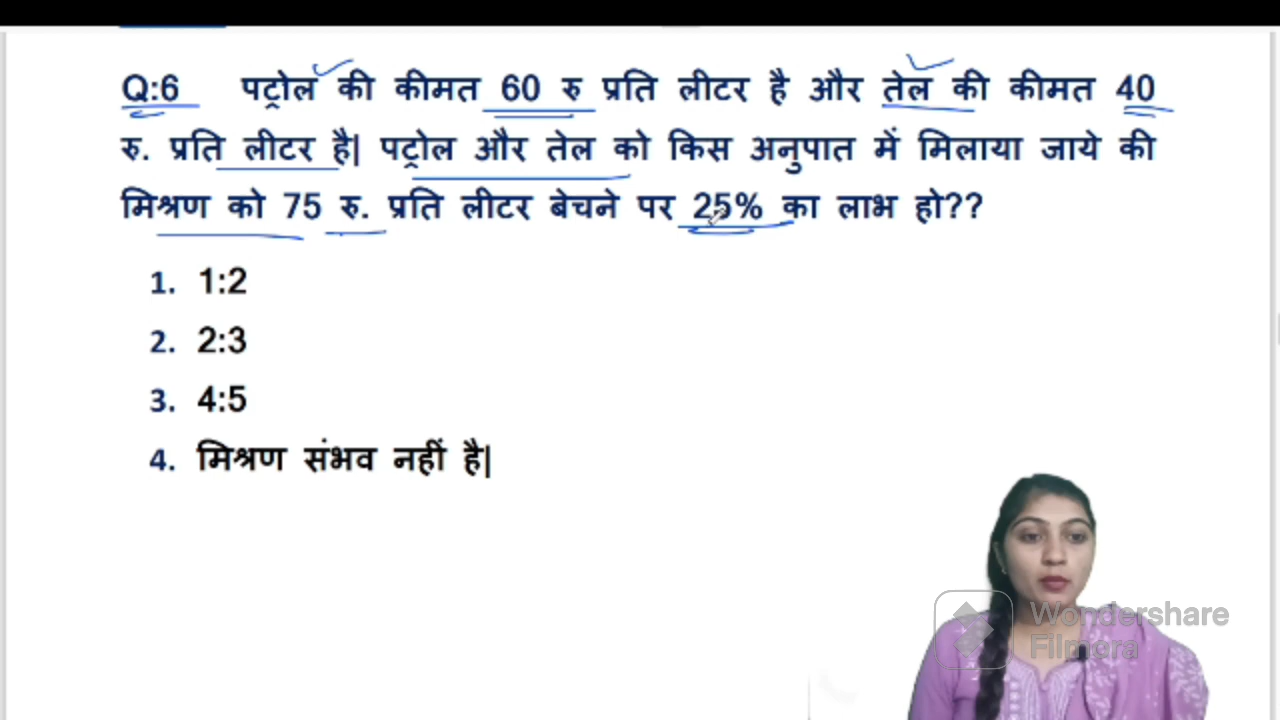 Q:6 पट्रोल की कीमत 60 रु प्रति लीटर है और तेल की कीमत 40
रु. प्रति लीटर है| पट्रोल और तेल को किस अनुपात में मिलाया जाये की
मिश्रण को 75 रु. प्रति लीटर बेचने पर 25% का लाभ हो??
1. 1:2
2. 2:3
3. 4:5
4. मिश्रण संभव नहीं है|
Wondershare
Filmora